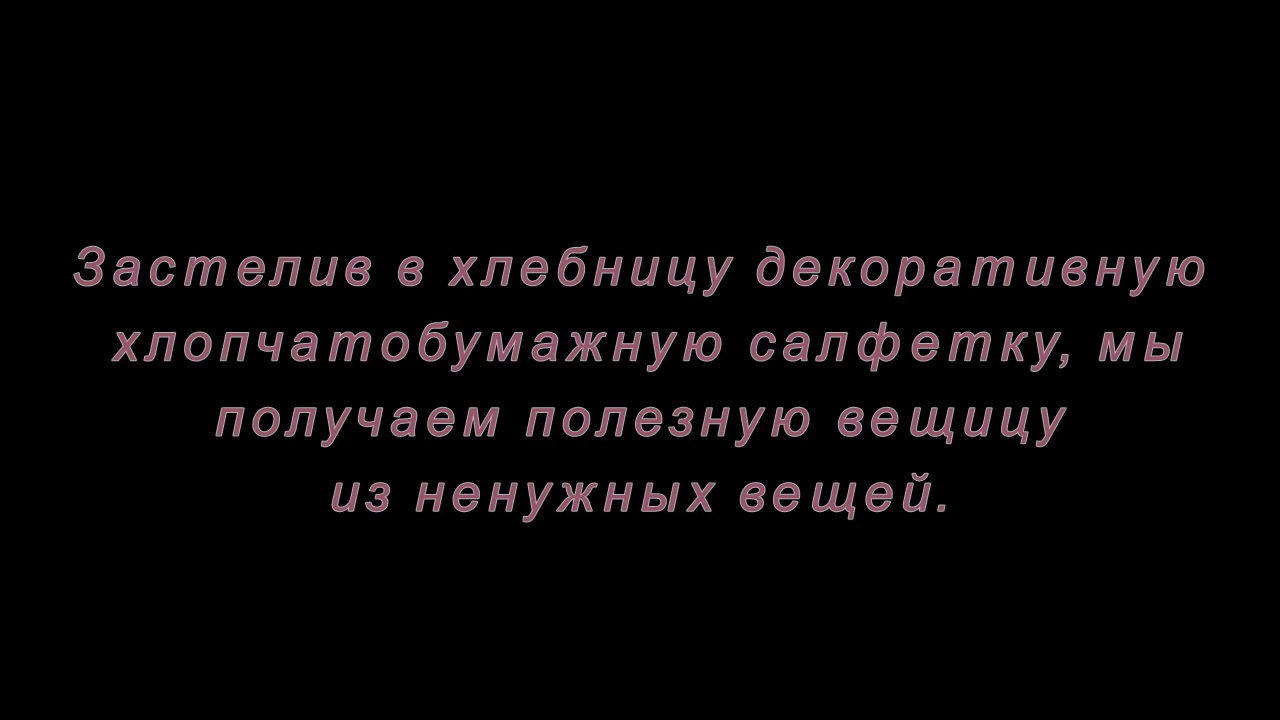 Застелив в хлебницу декоративную
хлопчатобумажную салфетку, мы
получаем полезную вещицу
из ненужных вещей.